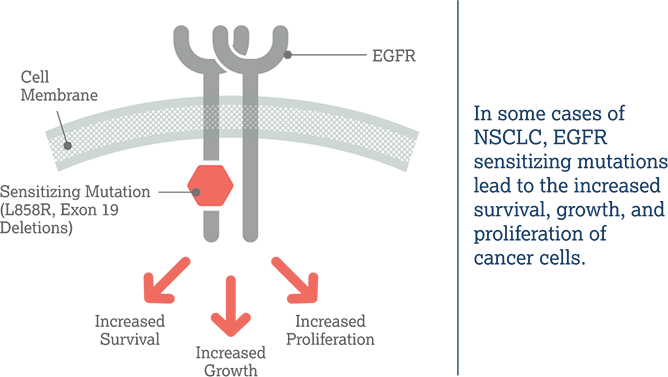 EGFR
Cell
Membrane
Sensitizing Mutation
(L858R, Exon 19
Deletions)
Increased
Survival
Increased
Growth
Increased
Proliferation
In some cases of
NSCLC, EGFR
sensitizing mutations
lead to the increased
survival, growth, and
proliferation of
cancer cells.